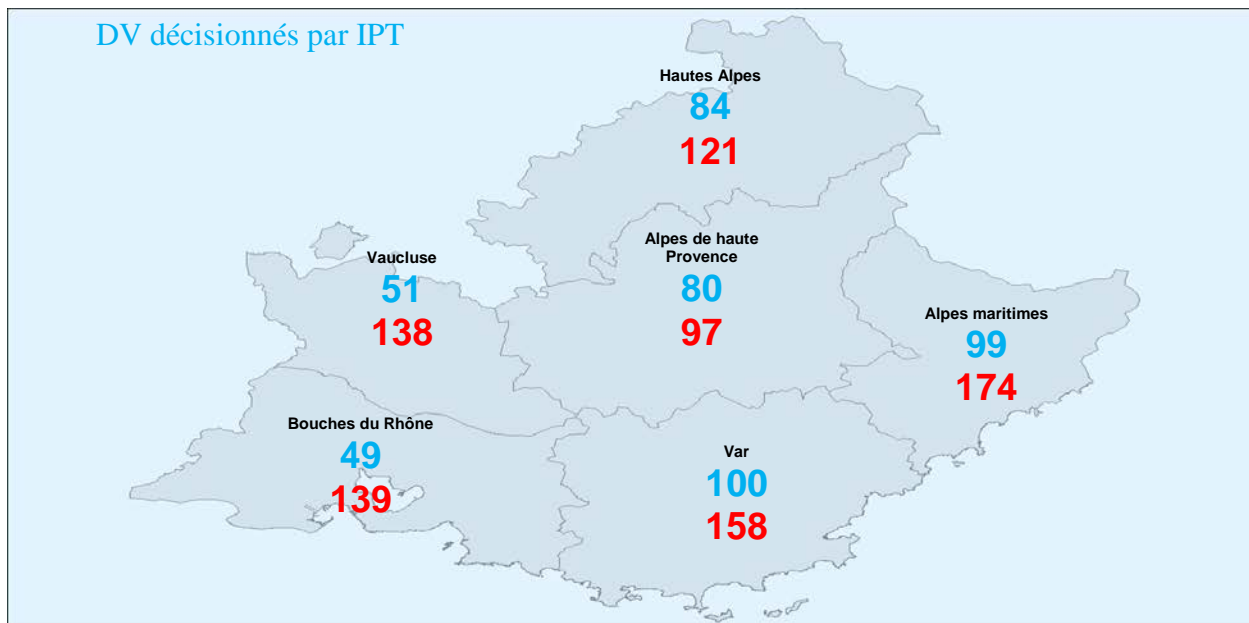 DV décisionnés par IPT
Hautes Alpes
84
121
Alpes de haute
Provence
80
97
Vaucluse
51
138
Alpes maritimes
99
174
Bouches du Rhône
49
139
Var
100
158